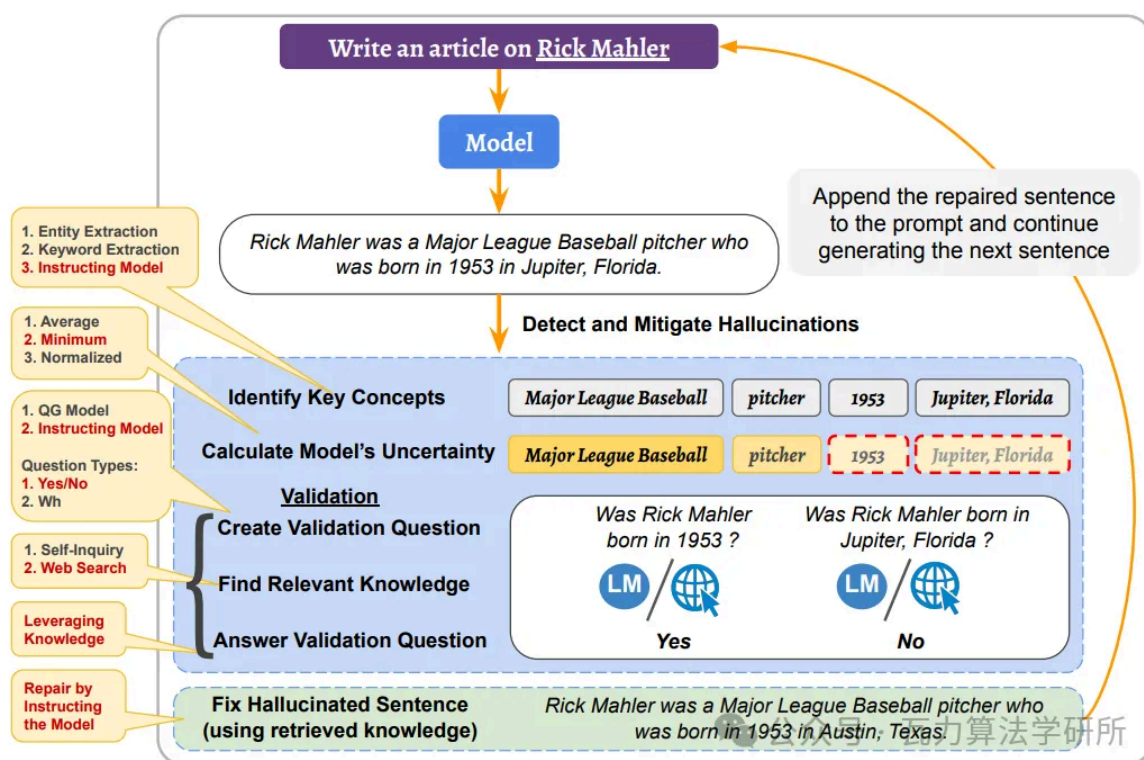 Write an article on Rick Mahler
Model
Append the repaired sentence
to the prompt and continue
generating the next sentence
1. Entity Extraction
2. Keyword Extraction
3. Instructing Model
Rick Mahler was a Major League Baseball pitcher who
was born in 1953 in Jupiter, Florida.
Detect and Mitigate Hallucinations
1. Average
2. Minimum
3. Normalized
Identify Key Concepts
Major League Baseball
pitcher
1953
Jupiter, Florida
Calculate Model's Uncertainty
Major League Baseball
pitcher
1953
Jupiter, Florida
1. QG Model
2. Instructing Model
Question Types:
1. Yes/No
2. Wh
Validation
Create Validation Question
Was Rick Mahler
born in 1953 ?
Was Rick Mahler born in
Jupiter, Florida ?
1. Self-Inquiry
2. Web Search
Find Relevant Knowledge
LM
LM
Leveraging
Knowledge
Answer Validation Question
Yes
No
Repair by
Instructing
the Model
Fix Hallucinated Sentence
(using retrieved knowledge)
Rick Mahler was a Major League Baseball pitcher who
was born in 1953 in Austin, Texas.
公众号 · 瓦力算法学研所